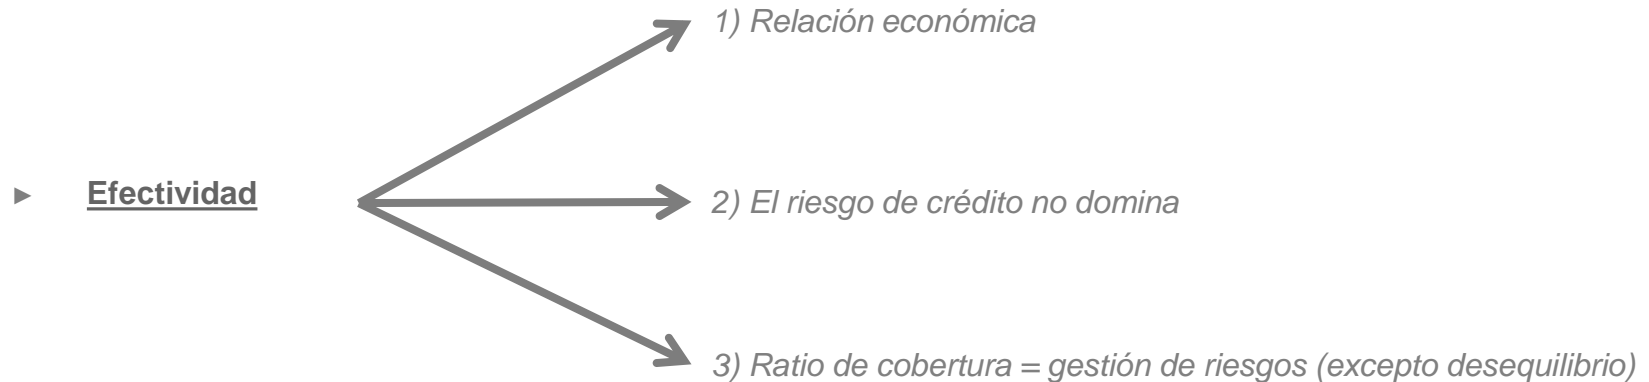 1) Relación económica
► Efectividad
2) El riesgo de crédito no domina
3) Ratio de cobertura = gestión de riesgos (excepto desequilibrio)